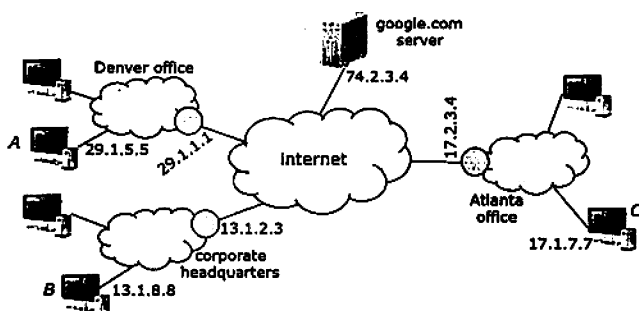 google.com
server
74.2.3.4
Denver office
A
29.1.5.5
29.1.1.1
Internet
17.2.3.4
Atlanta
office
C
17.1.7.7
13.1.2.3
corporate
headquarters
B
13.1.8.8